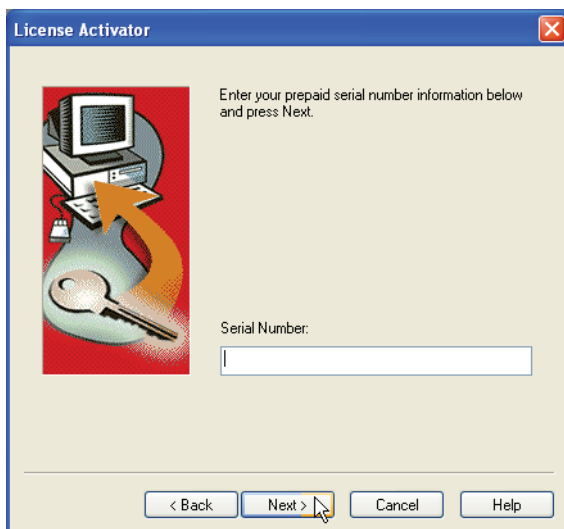 License Activator
Enter your prepaid serial number information below
and press Next.
Serial Number:
< Back
Next >
Cancel
Help